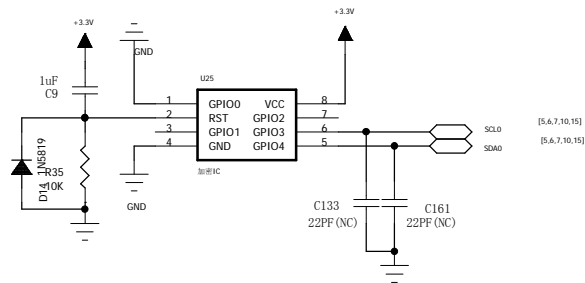 +3.3V
+3.3V
GND
U25
1uF
C9
1 GPIO0 VCC 8
2 RST GPIO2 7
3 GPIO1 GPIO3 6
4 GND GPIO4 5
加密IC
SCL0 [5,6,7,10,15]
SDA0 [5,6,7,10,15]
D14 1N5819
R35
10K
GND
C133
22PF(NC)
C161
22PF(NC)